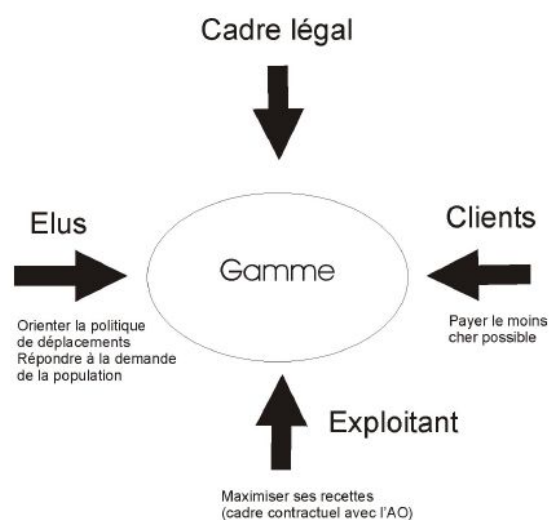 Cadre légal
Elus
Clients
Gamme
Orienter la politique
de déplacements
Répondre à la demande
de la population
Payer le moins
cher possible
Exploitant
Maximiser ses recettes
(cadre contractuel avec l'AO)